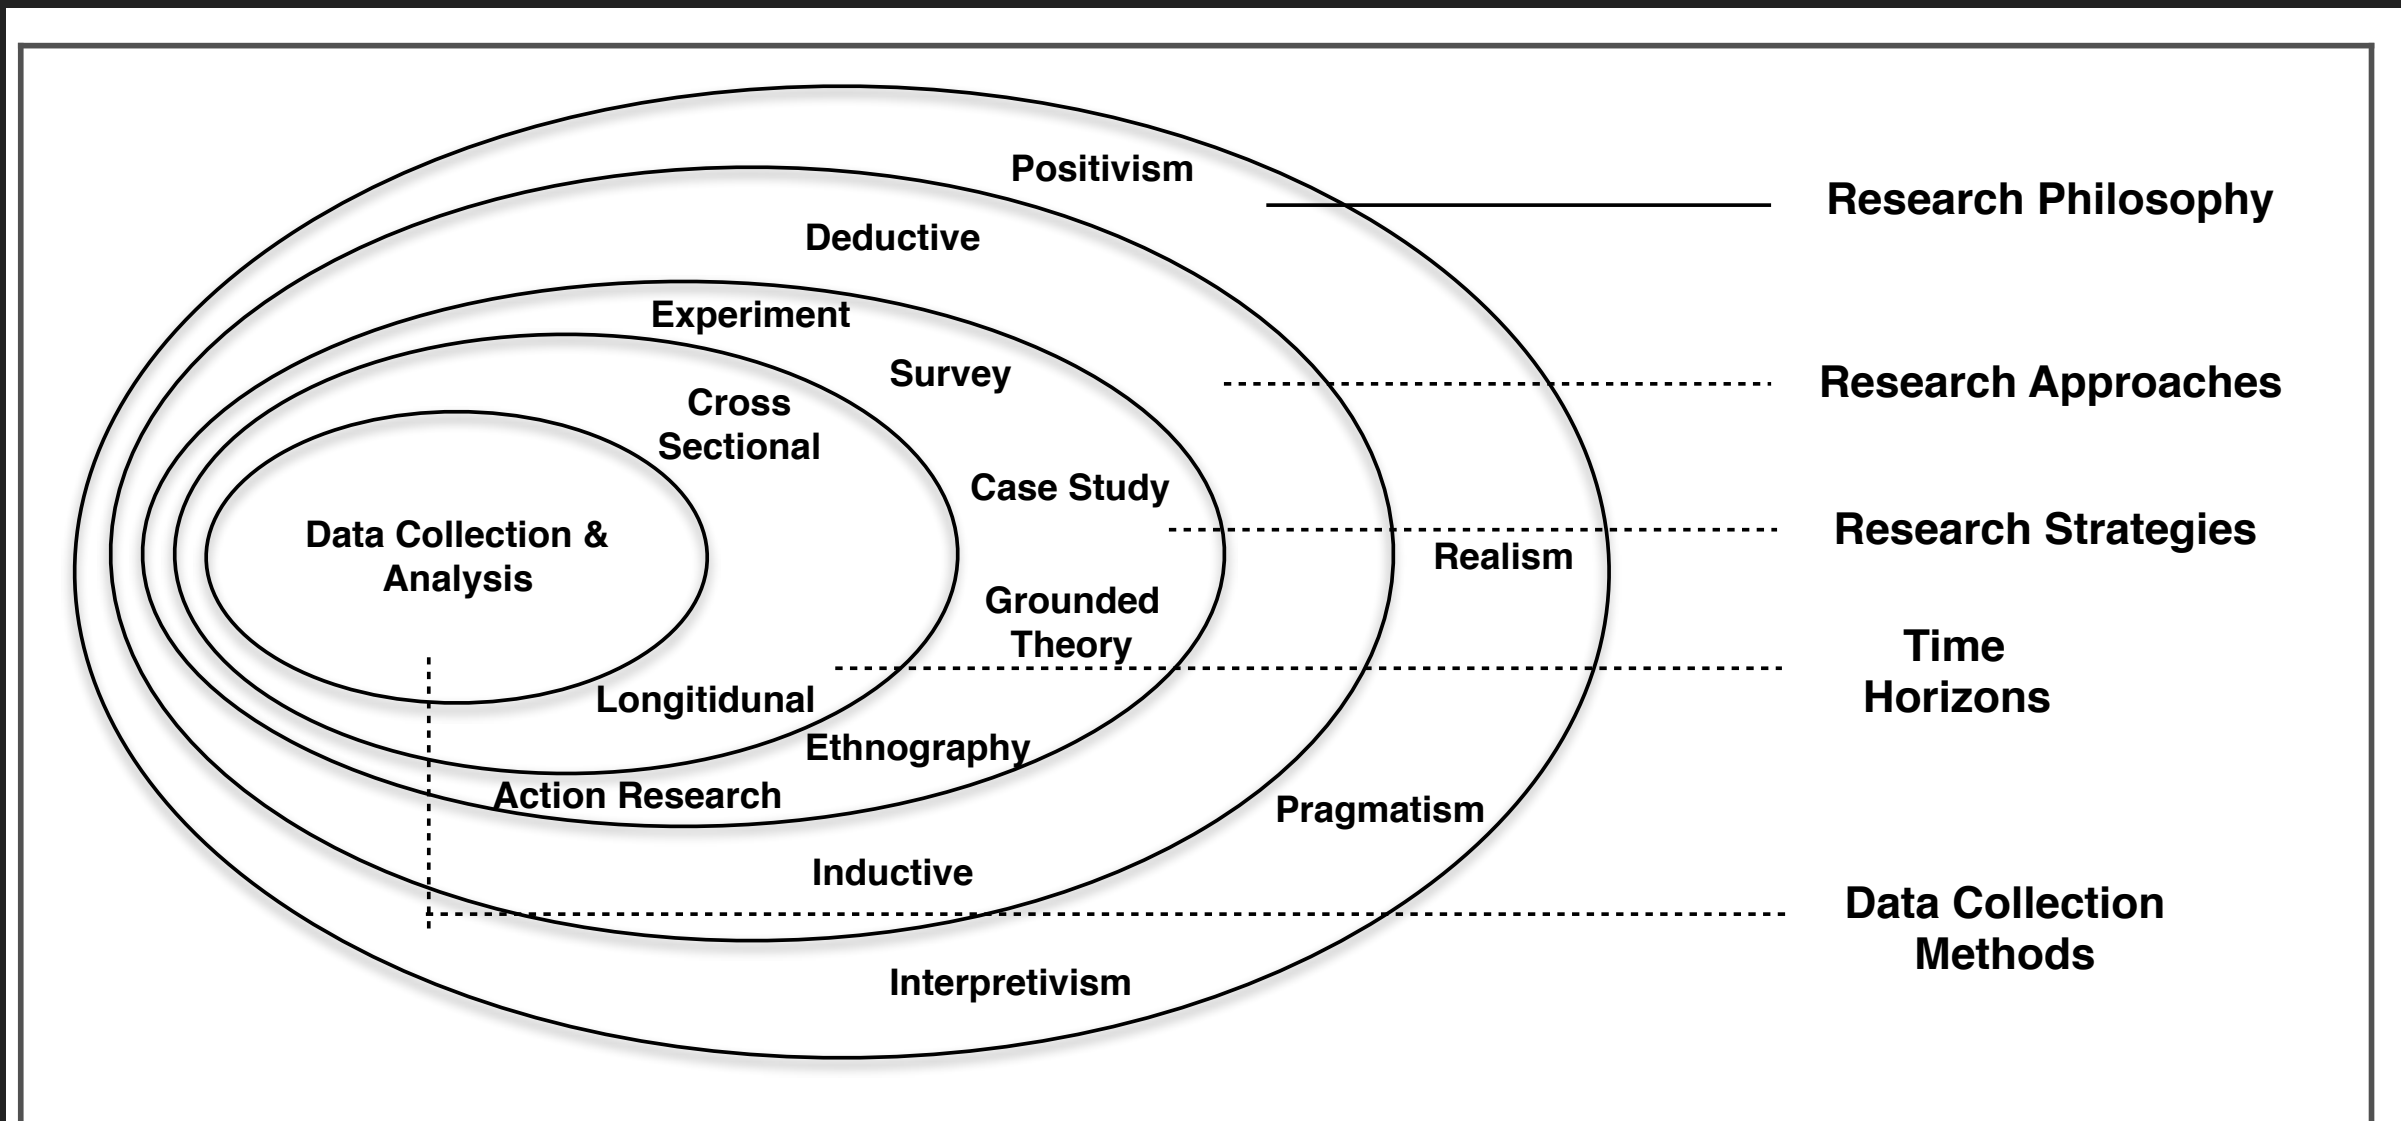 Positivism
Research Philosophy
Deductive
Experiment
Survey
Research Approaches
Cross
Sectional
Case Study
Data Collection &
Analysis
Research Strategies
Realism
Grounded
Theory
Time
Horizons
Longitidunal
Ethnography
Action Research
Pragmatism
Inductive
Data Collection
Methods
Interpretivism